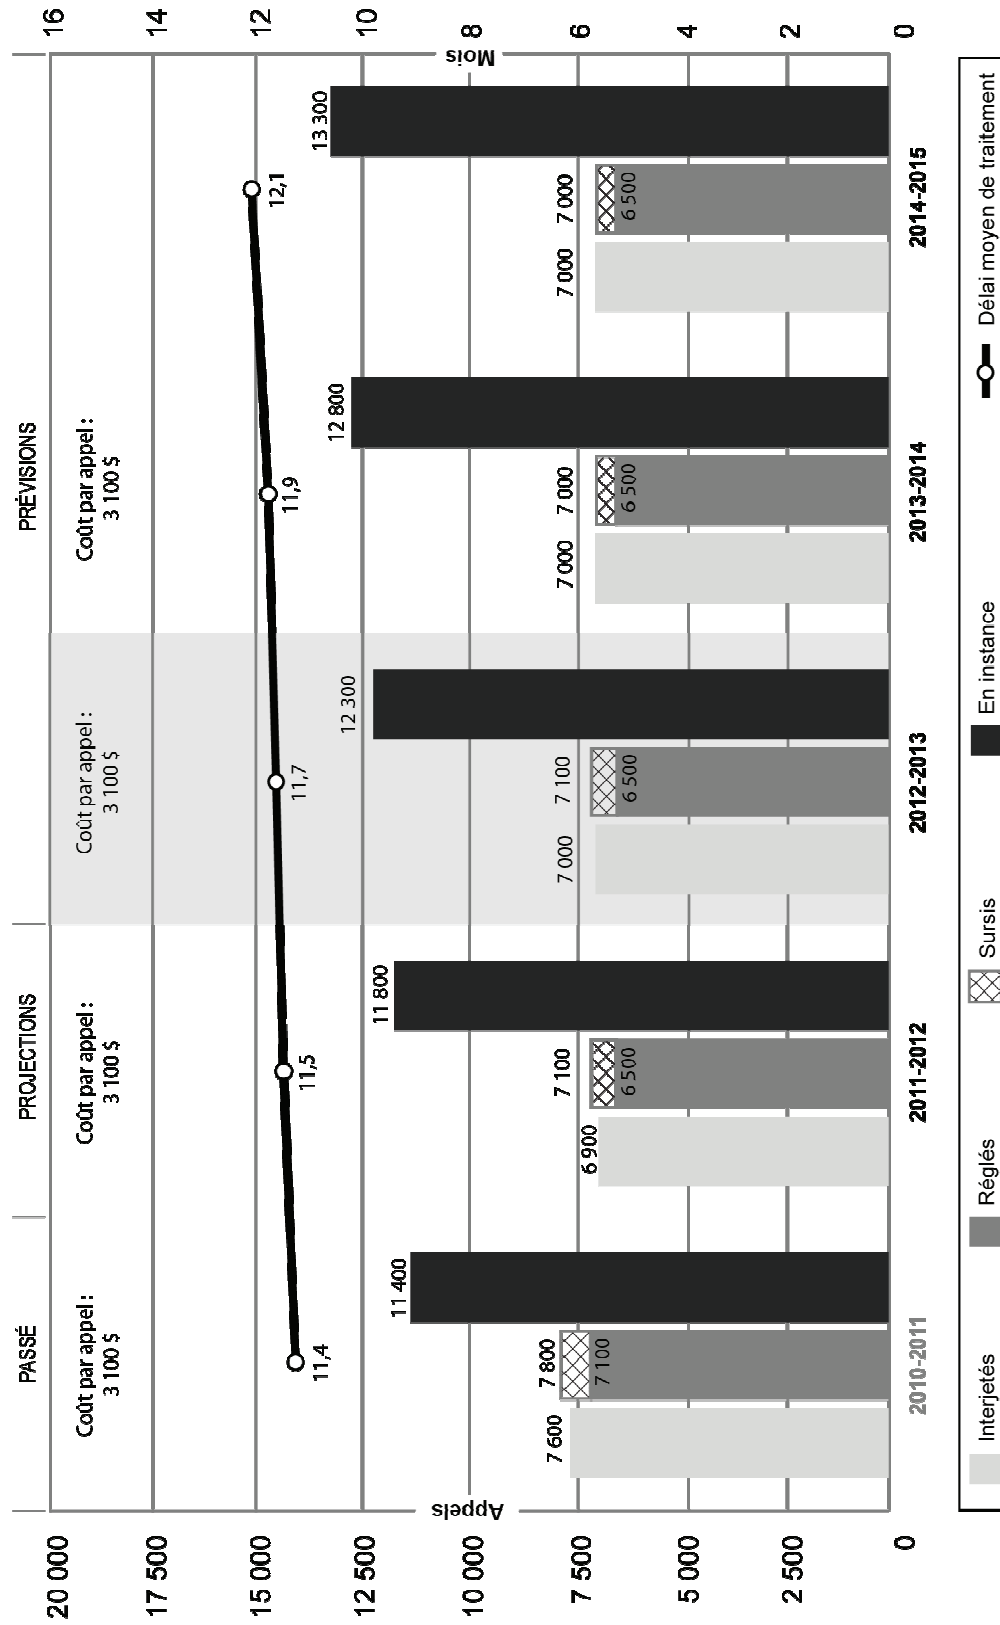 PASSÉ
PROJECTIONS
PRÉVISIONS
Coût par appel :
3 100 $
Coût par appel :
3 100 $
Coût par appel :
3 100 $
Coût par appel :
3 100 $
20 000
17 500
15 000
12 500
10 000
7 500
5 000
2 500
0
Appels
16
14
12
10
8
6
4
2
0
Mois
11,4
11,5
11,7
11,9
12,1
7 600
7 800
7 100
11 400
6 900
7 100
6 500
11 800
7 000
7 100
6 500
12 300
7 000
7 000
6 500
12 800
7 000
7 000
6 500
13 300
2010-2011
2011-2012
2012-2013
2013-2014
2014-2015
Interjetés
Réglés
Sursis
En instance
Délai moyen de traitement